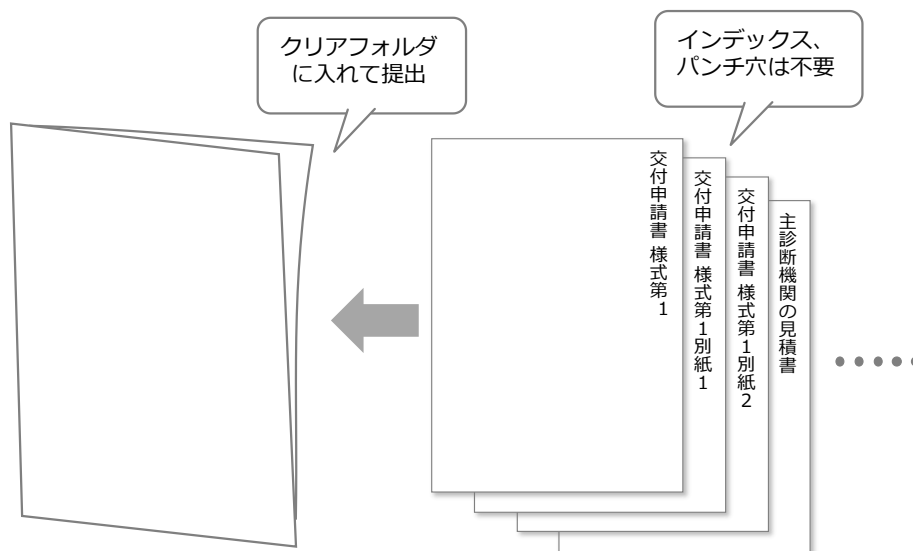 クリアフォルダ
に入れて提出
インデックス、
パンチ穴は不要
交付申請書 様式第1
交付申請書 様式第1別紙1
交付申請書 様式第1別紙2
主診断機関の見積書